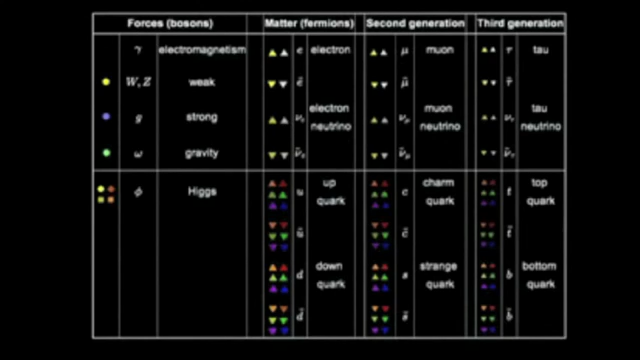 Forces (bosons) Matter (fermions) Second generation Third generation
γ electromagnetism e electron μ muon τ tau
W, Z weak ē μ̄ τ̄
g strong νe electron neutrino νμ muon neutrino ντ tau neutrino
ω gravity ν̄e ν̄μ ν̄τ
ϕ Higgs u up quark c charm quark t top quark
ū c̄ t̄
d down quark s strange quark b bottom quark
d̄ s̄ b̄